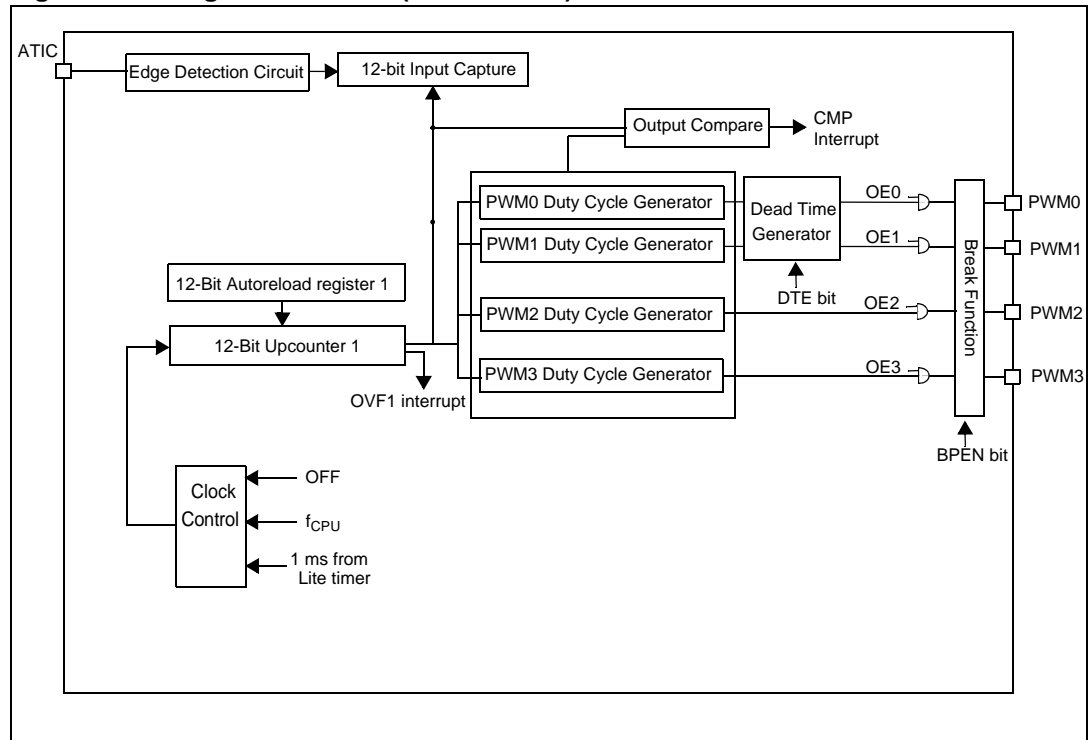 ATIC
Edge Detection Circuit
12-bit Input Capture
Output Compare
CMP
Interrupt
PWM0 Duty Cycle Generator
PWM1 Duty Cycle Generator
PWM2 Duty Cycle Generator
PWM3 Duty Cycle Generator
Dead Time
Generator
DTE bit
OE0
OE1
OE2
OE3
Break Function
BPEN bit
PWM0
PWM1
PWM2
PWM3
12-Bit Autoreload register 1
12-Bit Upcounter 1
OVF1 interrupt
Clock
Control
OFF
fCPU
1 ms from
Lite timer